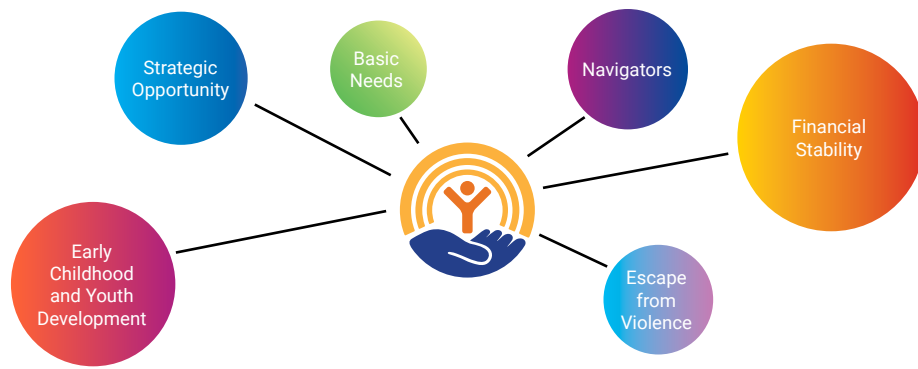 Strategic
Opportunity
Basic
Needs
Navigators
Financial
Stability
Early
Childhood
and Youth
Development
Escape
from
Violence